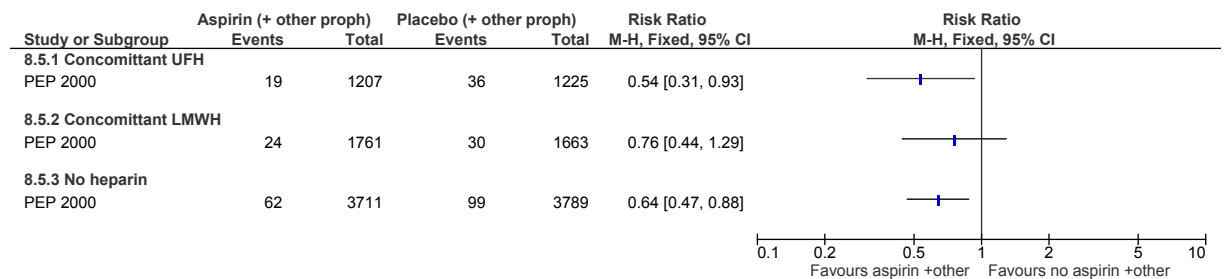 Aspirin (+ other proph) Placebo (+ other proph) Risk Ratio Risk Ratio
Study or Subgroup Events Total Events Total M-H, Fixed, 95% CI M-H, Fixed, 95% CI
8.5.1 Concomittant UFH
PEP 2000 19 1207 36 1225 0.54 [0.31, 0.93]
8.5.2 Concomittant LMWH
PEP 2000 24 1761 30 1663 0.76 [0.44, 1.29]
8.5.3 No heparin
PEP 2000 62 3711 99 3789 0.64 [0.47, 0.88]
0.1 0.2 0.5 1 2 5 10
Favours aspirin +other Favours no aspirin +other